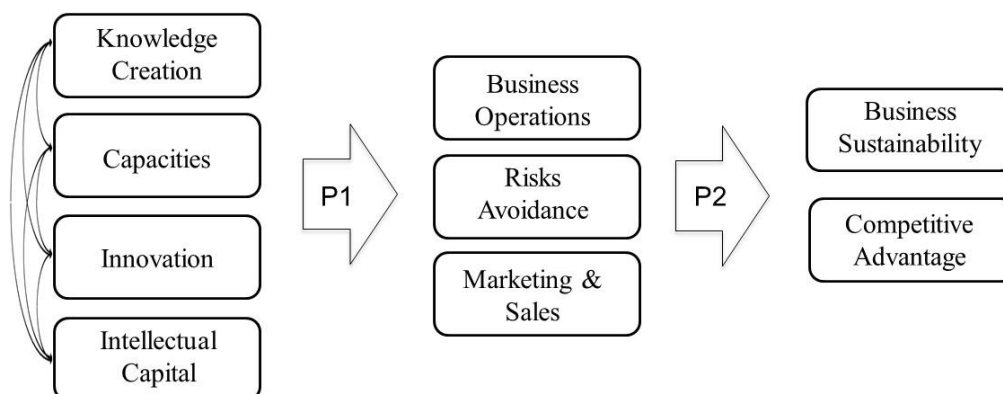 Knowledge
Creation
Capacities
Innovation
Intellectual
Capital
P1
Business
Operations
Risks
Avoidance
Marketing &
Sales
P2
Business
Sustainability
Competitive
Advantage